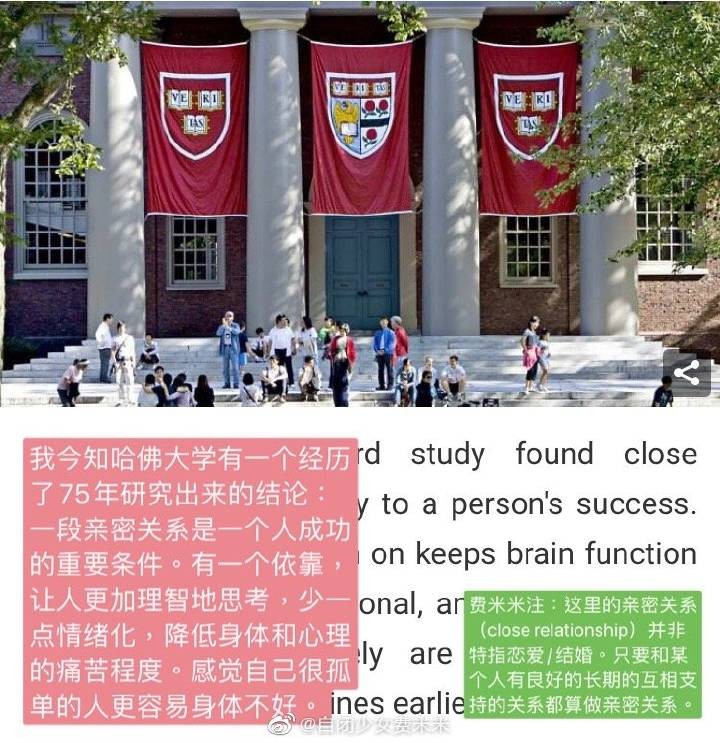 VE RI
TAS
VE RI TAS
VE RI
TAS
rd study found close
y to a person's success.
on keeps brain function
onal, an
ely are
ines earlie
我今知哈佛大学有一个经历
了75年研究出来的结论：
一段亲密关系是一个人成功
的重要条件。有一个依靠，
让人更加理智地思考，少一
点情绪化，降低身体和心理
的痛苦程度。感觉自己很孤
单的人更容易身体不好。
费米米注：这里的亲密关系
（close relationship）并非
特指恋爱/结婚。只要和某
个人有良好的长期的互相支
持的关系都算做亲密关系。
@自闭少女费米米